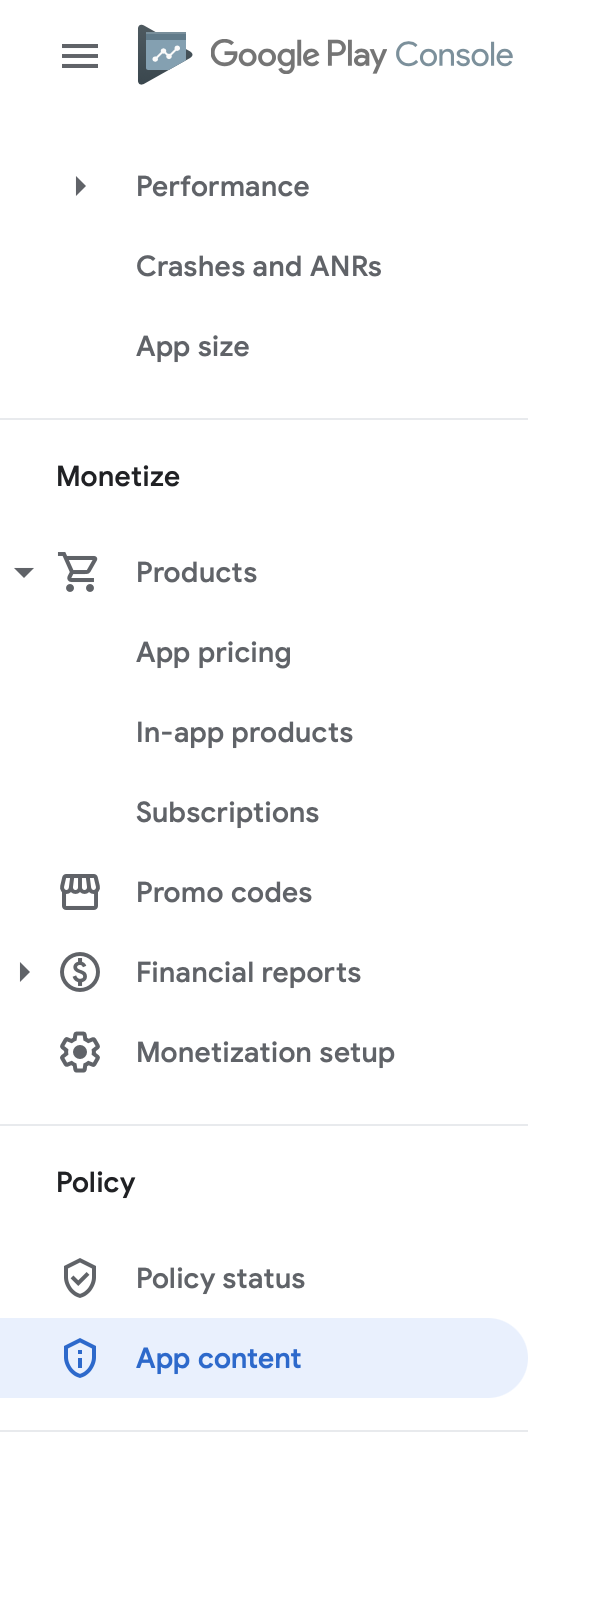 Google Play Console
Performance
Crashes and ANRs
App size
Monetize
Products
App pricing
In-app products
Subscriptions
Promo codes
Financial reports
Monetization setup
Policy
Policy status
App content